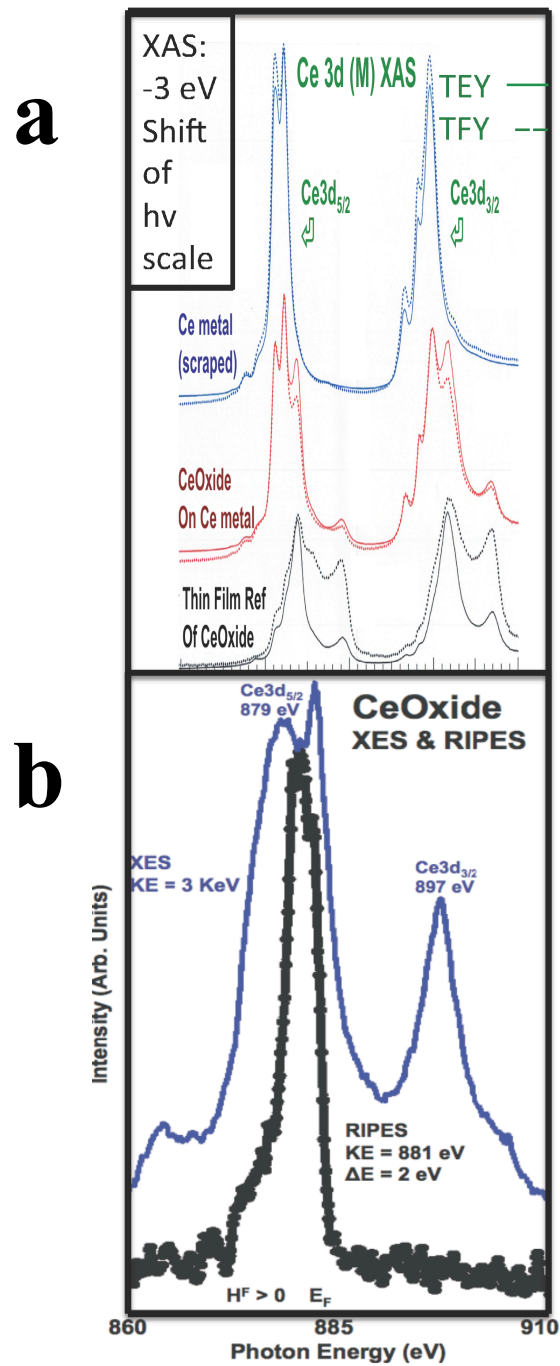 a
XAS:
-3 eV
Shift
of
hv
scale
Ce 3d (M) XAS
TEY
TFY
Ce3d5/2
Ce3d3/2
Ce metal
(scraped)
CeOxide
On Ce metal
Thin Film Ref
Of CeOxide
b
Ce3d5/2
879 eV
CeOxide
XES & RIPES
XES
KE = 3 KeV
Ce3d3/2
897 eV
Intensity (Arb. Units)
RIPES
KE = 881 eV
ΔE = 2 eV
HF > 0 EF
860 885 910
Photon Energy (eV)